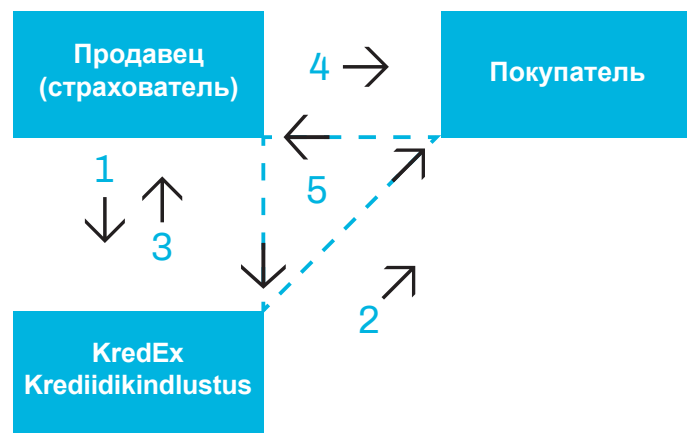 Продавец
(страхователь)
4
Покупатель
1
3
5
2
KredEx
Krediidikindlustus